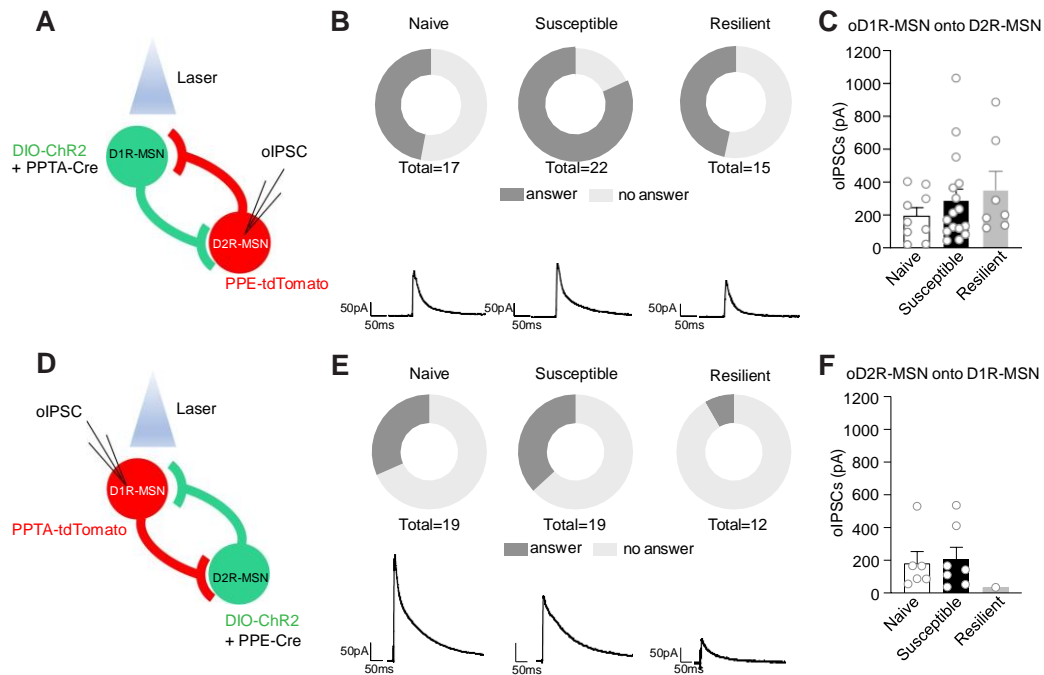 A
Laser
DIO-ChR2
+ PPTA-Cre
D1R-MSN
oIPSC
D2R-MSN
PPE-tdTomato
B
Naive
Susceptible
Resilient
Total=17
Total=22
Total=15
answer
no answer
50pA
50ms
50pA
50ms
50pA
50ms
C
oD1R-MSN onto D2R-MSN
oIPSCs (pA)
1200
1000
800
600
400
200
0
Naive
Susceptible
Resilient
D
oIPSC
Laser
D1R-MSN
PPTA-tdTomato
D2R-MSN
DIO-ChR2
+ PPE-Cre
E
Naive
Susceptible
Resilient
Total=19
Total=19
Total=12
answer
no answer
50pA
50ms
50pA
50ms
50pA
50ms
F
oD2R-MSN onto D1R-MSN
oIPSCs (pA)
1200
1000
800
600
400
200
0
Naive
Susceptible
Resilient